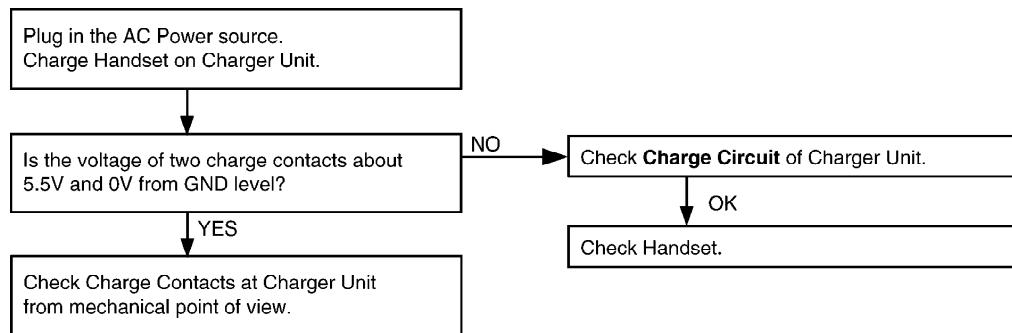 Plug in the AC Power source.
Charge Handset on Charger Unit.
Is the voltage of two charge contacts about
5.5V and 0V from GND level?
NO
Check Charge Circuit of Charger Unit.
OK
Check Handset.
YES
Check Charge Contacts at Charger Unit
from mechanical point of view.